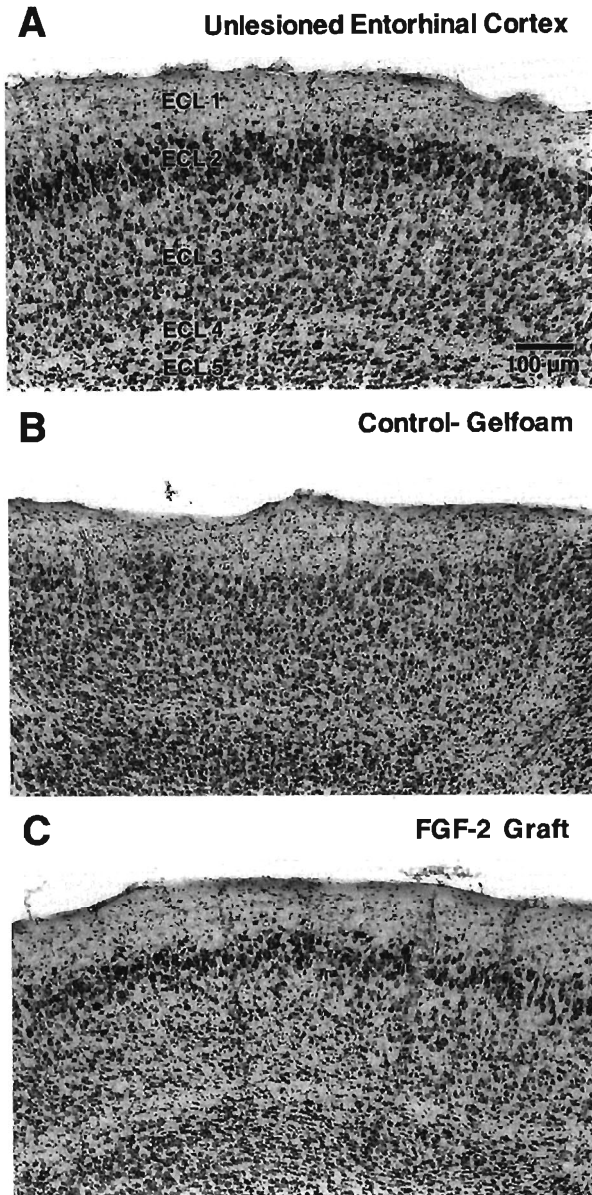 A
Unlesioned Entorhinal Cortex
ECL 1
ECL 2
ECL 3
ECL 4
ECL 5
100 µm
B
Control- Gelfoam
C
FGF-2 Graft